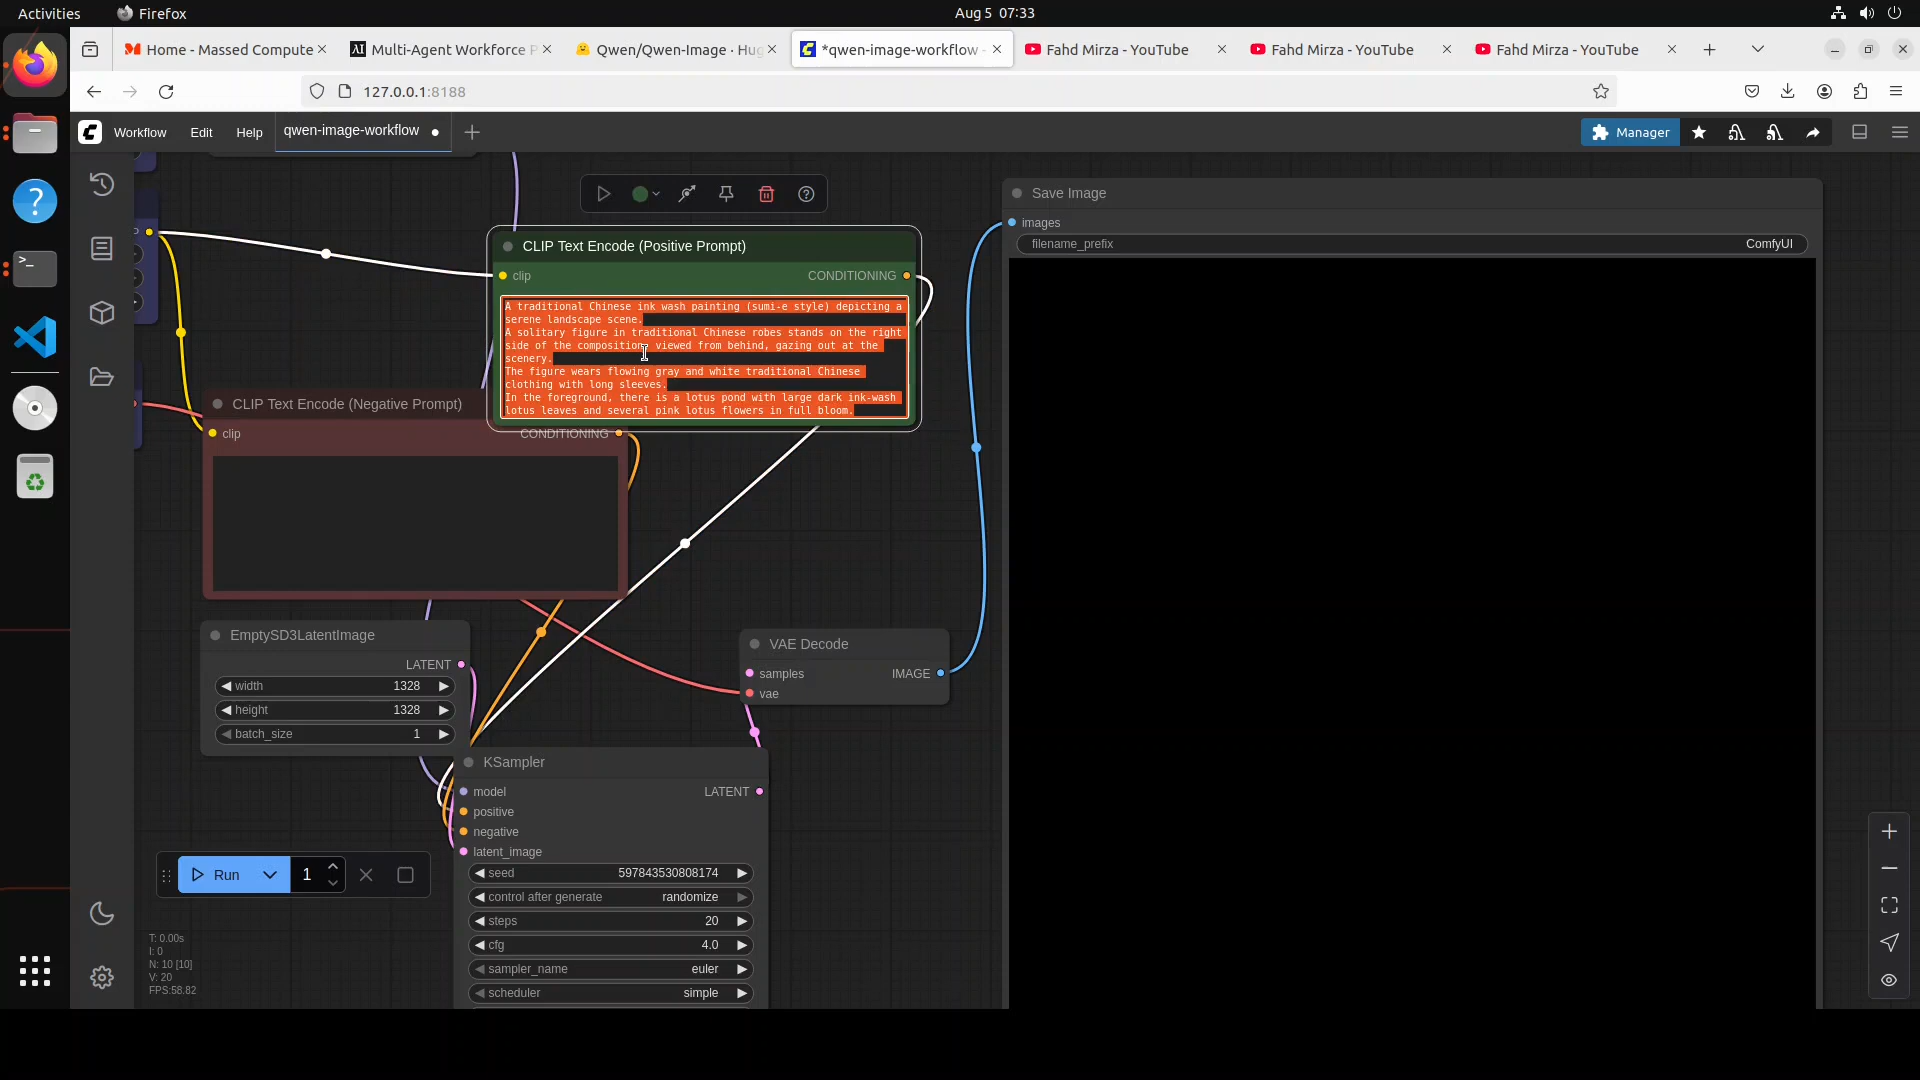 Activities
Firefox
Aug 5 07:33
Home - Massed Compute
Multi-Agent Workforce P
Qwen/Qwen-Image · Hug
*qwen-image-workflow -
Fahd Mirza - YouTube
Fahd Mirza - YouTube
Fahd Mirza - YouTube
127.0.0.1:8188
Workflow
Edit
Help
qwen-image-workflow
Manager
CLIP Text Encode (Positive Prompt)
clip
CONDITIONING
A traditional Chinese ink wash painting (sumi-e style) depicting a
serene landscape scene.
A solitary figure in traditional Chinese robes stands on the right
side of the composition, viewed from behind, gazing out at the
scenery.
The figure wears flowing gray and white traditional Chinese
clothing with long sleeves.
In the foreground, there is a lotus pond with large dark ink-wash
lotus leaves and several pink lotus flowers in full bloom.
Save Image
images
filename_prefix
ComfyUI
CLIP Text Encode (Negative Prompt)
clip
CONDITIONING
EmptySD3LatentImage
LATENT
width
1328
height
1328
batch_size
1
VAE Decode
samples
IMAGE
vae
KSampler
model
LATENT
positive
negative
latent_image
seed
597843530808174
control after generate
randomize
steps
20
cfg
4.0
sampler_name
euler
scheduler
simple
Run
1
T: 0.00s
I: 0
N: 10 [10]
V: 20
FPS:58.82